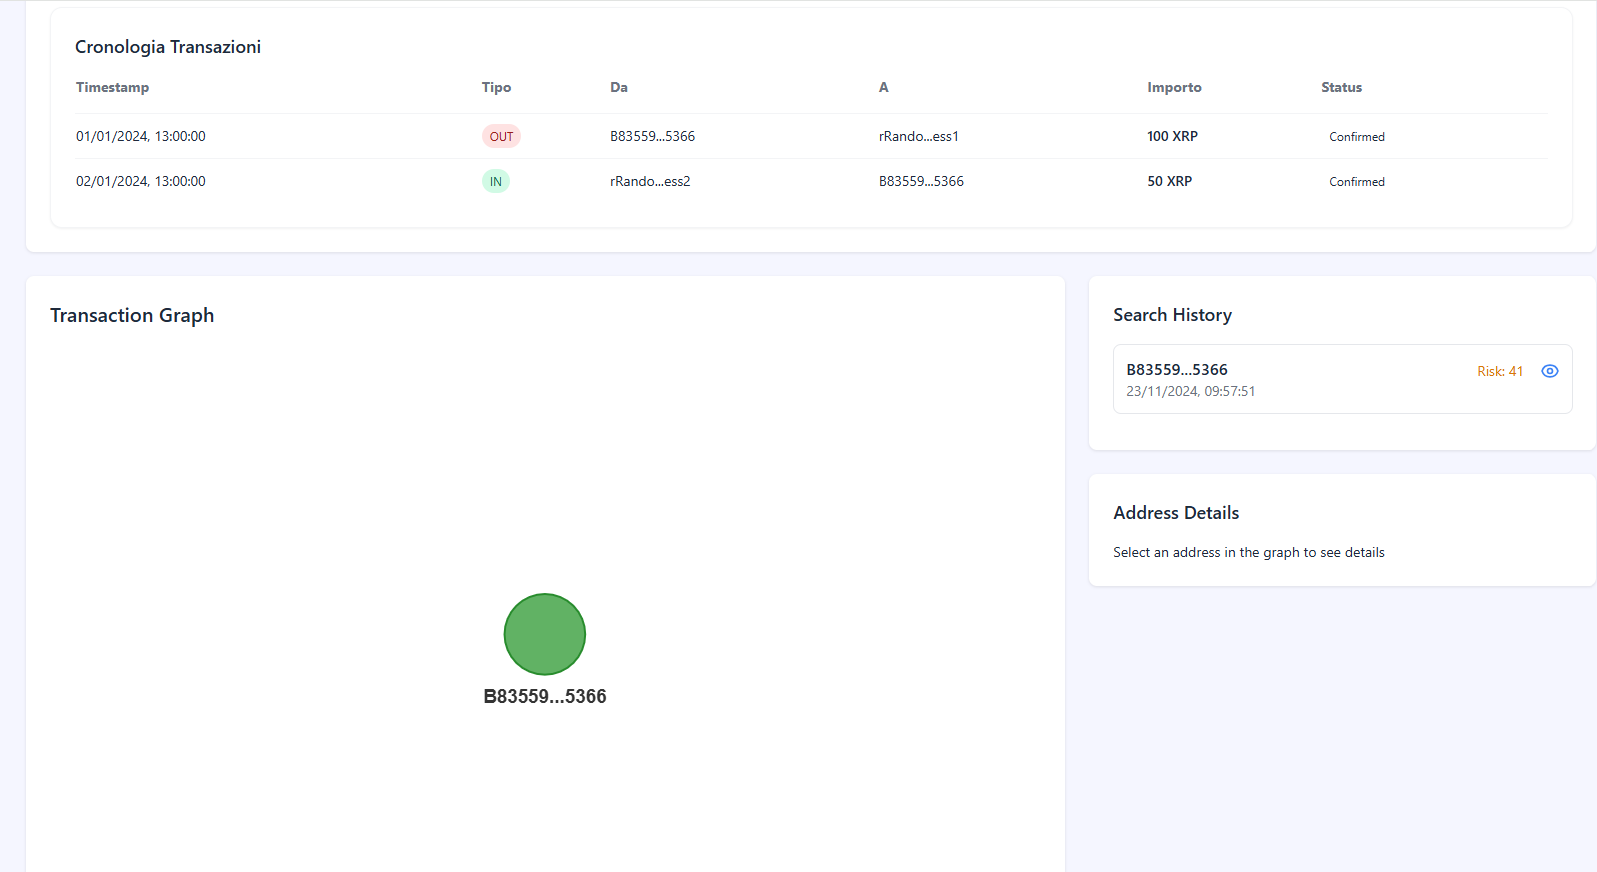 Cronologia Transazioni
Timestamp Tipo Da A Importo Status
01/01/2024, 13:00:00 OUT B83559...5366 rRando...ess1 100 XRP Confirmed
02/01/2024, 13:00:00 IN rRando...ess2 B83559...5366 50 XRP Confirmed
Transaction Graph
B83559...5366
Search History
B83559...5366 Risk: 41
23/11/2024, 09:57:51
Address Details
Select an address in the graph to see details